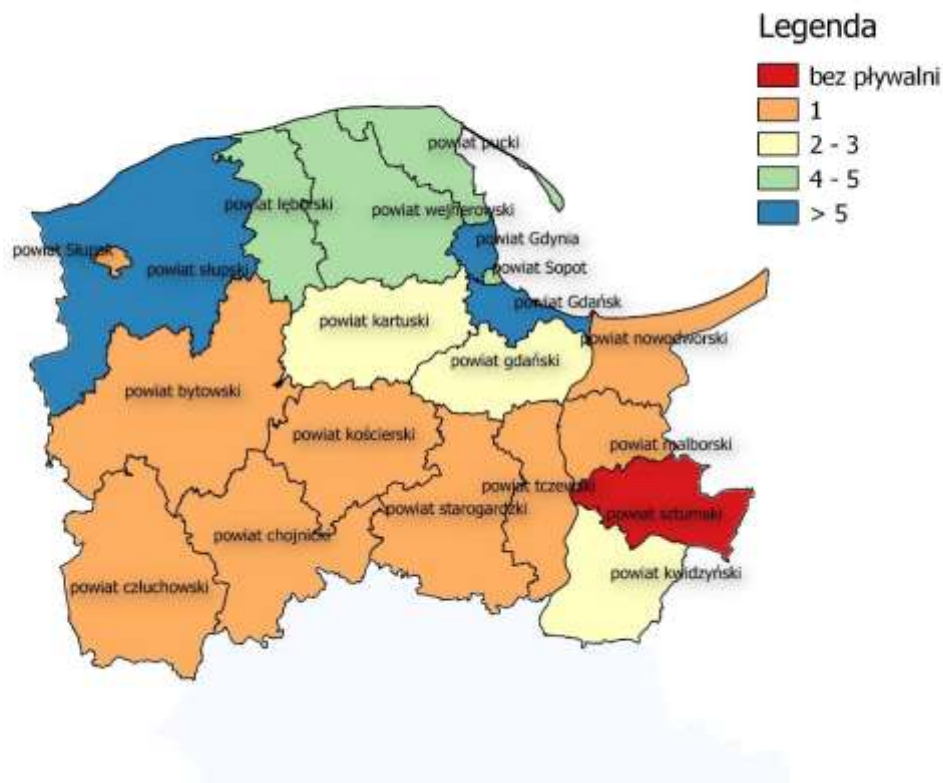 Legenda
bez pływalni
1
2 - 3
4 - 5
> 5
powiat pucki
powiat lęborski
powiat wejherowski
powiat Gdynia
powiat Słupsk
powiat słupski
powiat Sopot
powiat Gdańsk
powiat kartuski
powiat nowodworski
powiat gdański
powiat bytowski
powiat kościerski
powiat malborski
powiat tczewski
powiat starogardzki
powiat sztumski
powiat chojnicki
powiat kwidzyński
powiat człuchowski